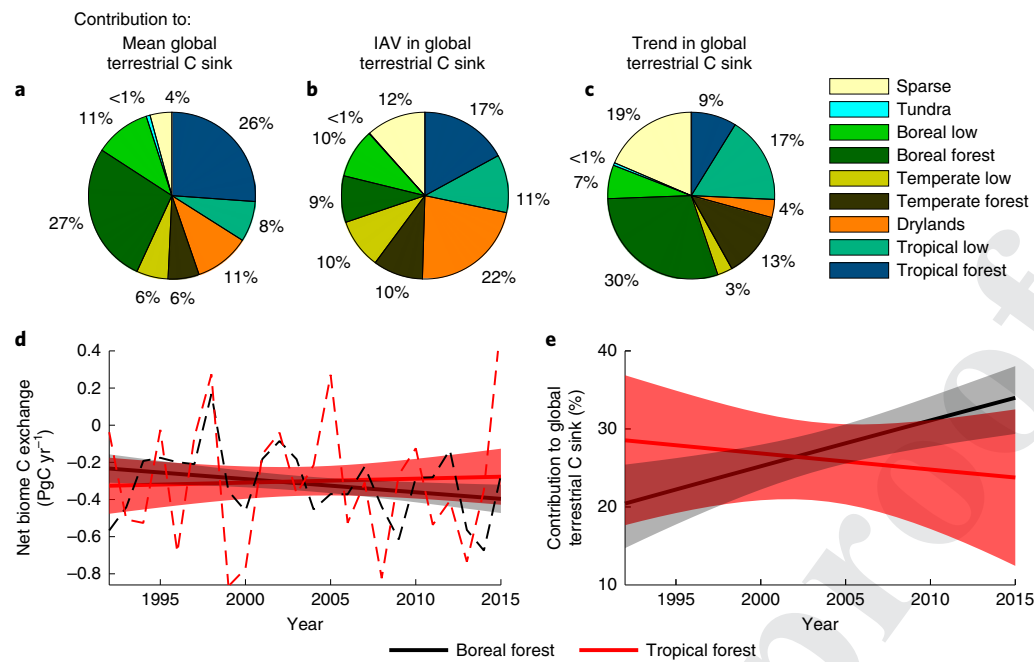 Contribution to:
Mean global
terrestrial C sink
IAV in global
terrestrial C sink
Trend in global
terrestrial C sink
a
<1%
4%
11%
26%
27%
8%
6%
6%
11%
b
<1%
12%
17%
10%
9%
11%
10%
10%
22%
c
19%
9%
<1%
17%
7%
4%
30%
13%
3%
Sparse
Tundra
Boreal low
Boreal forest
Temperate low
Temperate forest
Drylands
Tropical low
Tropical forest
d
0.4
0.2
0
−0.2
−0.4
−0.6
−0.8
Net biome C exchange
(PgC yr⁻¹)
1995
2000
2005
2010
2015
Year
e
40
30
20
10
Contribution to global
terrestrial C sink (%)
1995
2000
2005
2010
2015
Year
Boreal forest
Tropical forest
proof